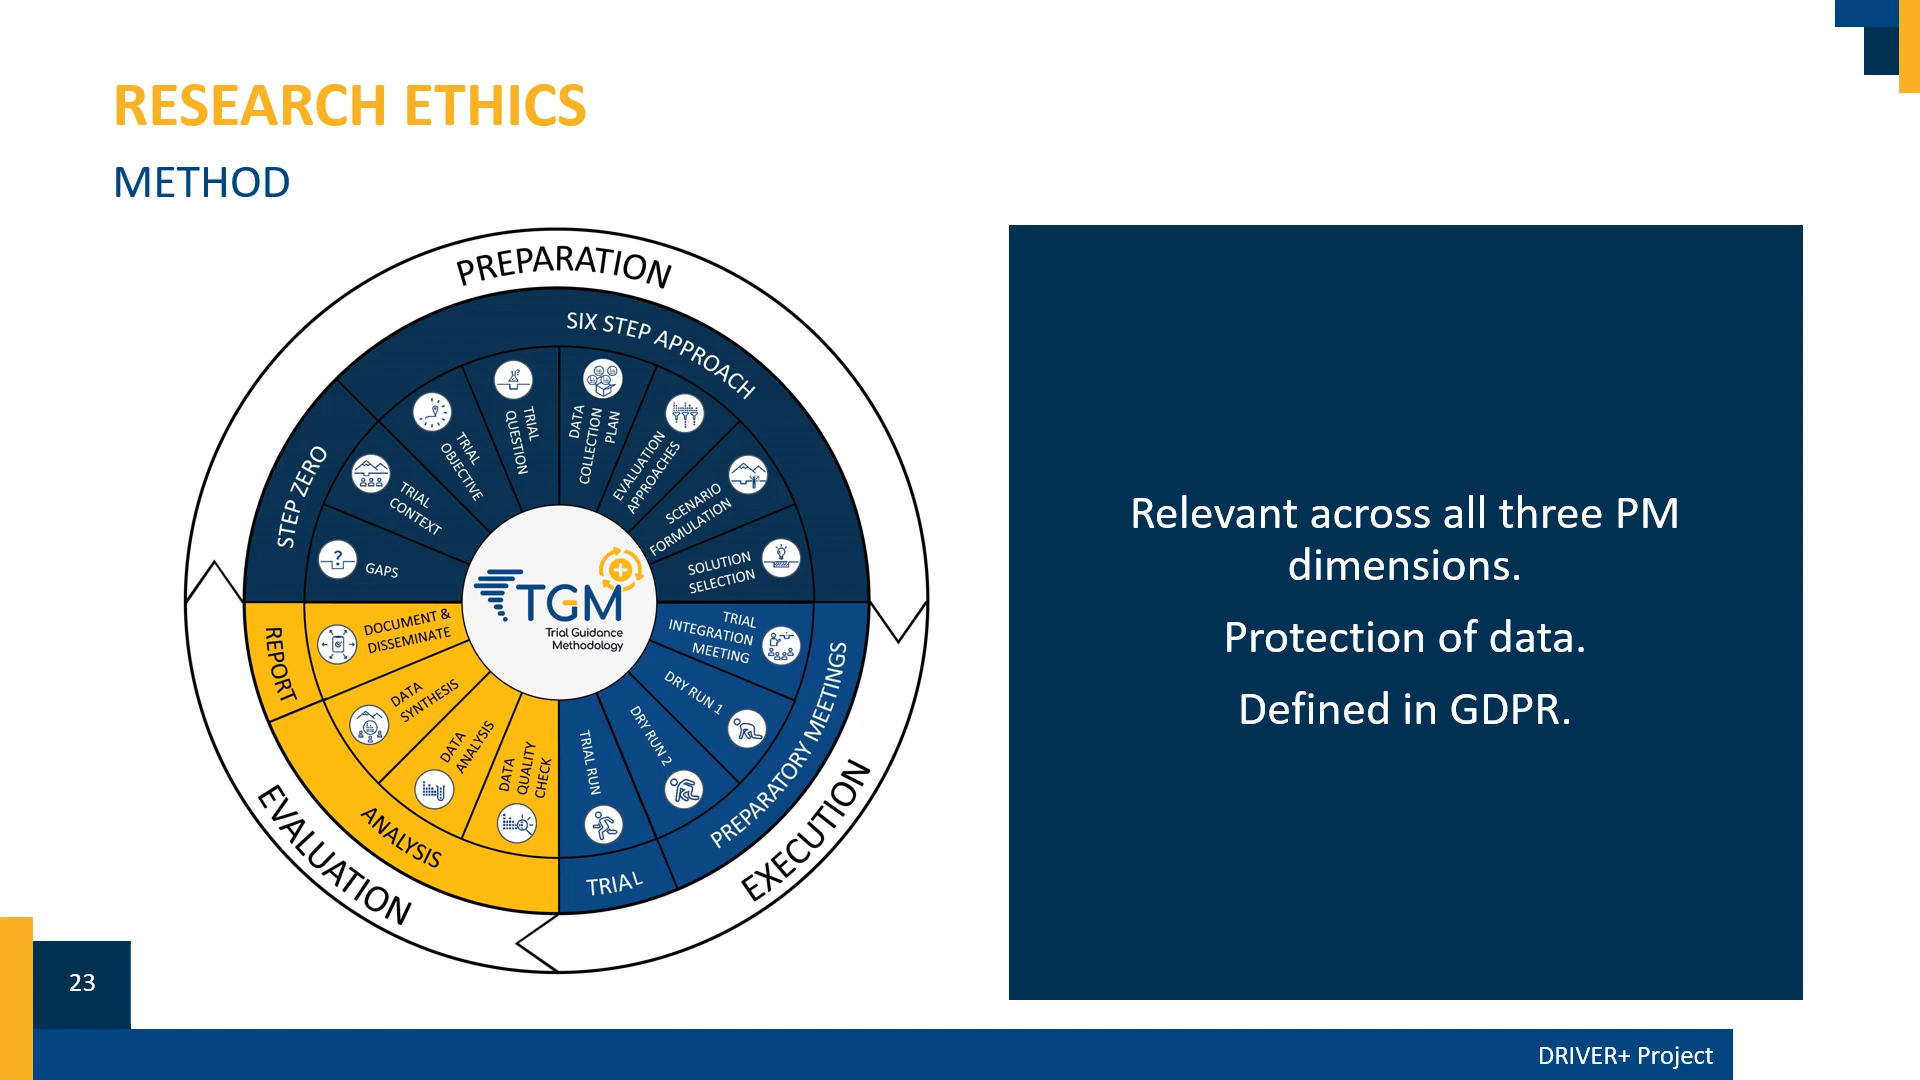 RESEARCH ETHICS
METHOD
PREPARATION
SIX STEP APPROACH
STEP ZERO
GAPS
TRIAL
CONTEXT
TRIAL
OBJECTIVE
TRIAL
QUESTION
DATA
COLLECTION
PLAN
EVALUATION
APPROACHES
SCENARIO
FORMULATION
SOLUTION
SELECTION
TRIAL
INTEGRATION
MEETING
DRY RUN 1
DRY RUN 2
PREPARATORY MEETINGS
TRIAL RUN
TRIAL
EXECUTION
DATA
QUALITY
CHECK
DATA
ANALYSIS
DATA
SYNTHESIS
ANALYSIS
DOCUMENT &
DISSEMINATE
REPORT
EVALUATION
TGM
Trial Guidance
Methodology
Relevant across all three PM
dimensions.
Protection of data.
Defined in GDPR.
23
DRIVER+ Project